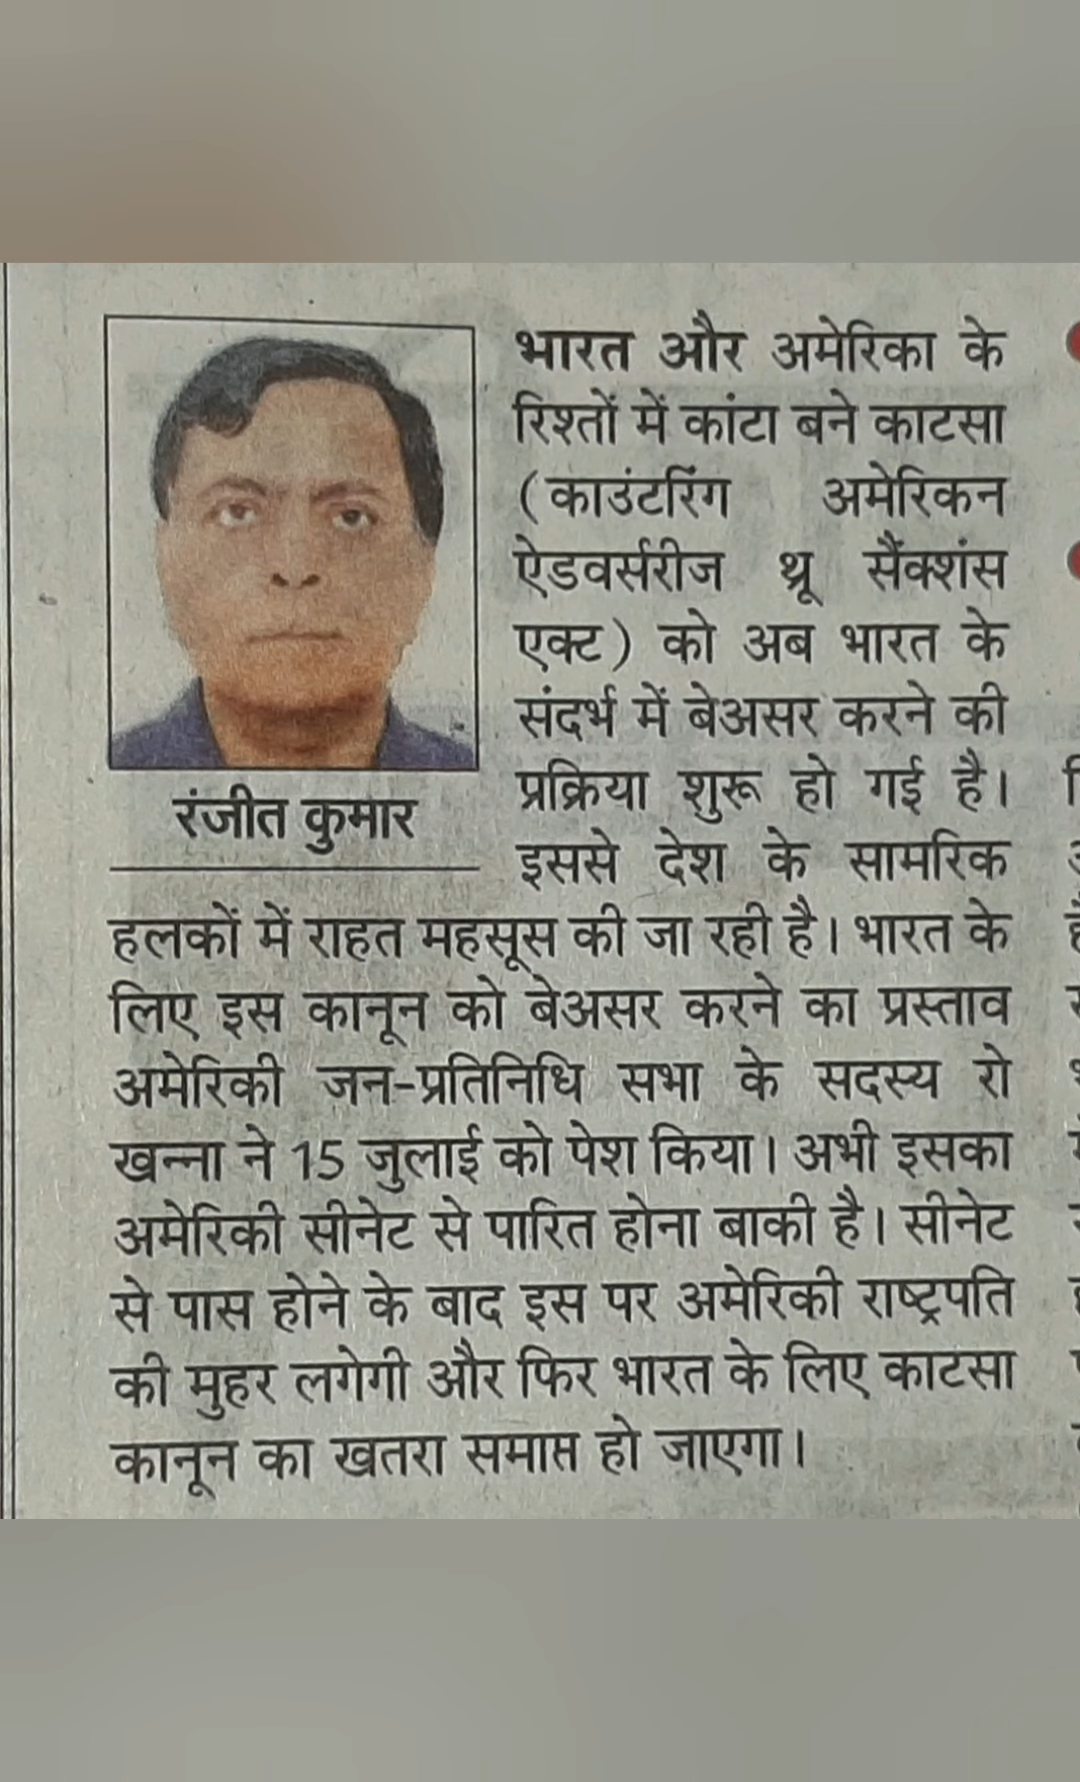 भारत और अमेरिका के
रिश्तों में कांटा बने काटसा
(काउंटरिंग अमेरिकन
ऐडवर्सरीज थ्रू सैंक्शंस
एक्ट) को अब भारत के
संदर्भ में बेअसर करने की
प्रक्रिया शुरू हो गई है।
रंजीत कुमार
इससे देश के सामरिक
हलकों में राहत महसूस की जा रही है। भारत के
लिए इस कानून को बेअसर करने का प्रस्ताव
अमेरिकी जन-प्रतिनिधि सभा के सदस्य रो
खन्ना ने 15 जुलाई को पेश किया। अभी इसका
अमेरिकी सीनेट से पारित होना बाकी है। सीनेट
से पास होने के बाद इस पर अमेरिकी राष्ट्रपति
की मुहर लगेगी और फिर भारत के लिए काटसा
कानून का खतरा समाप्त हो जाएगा।